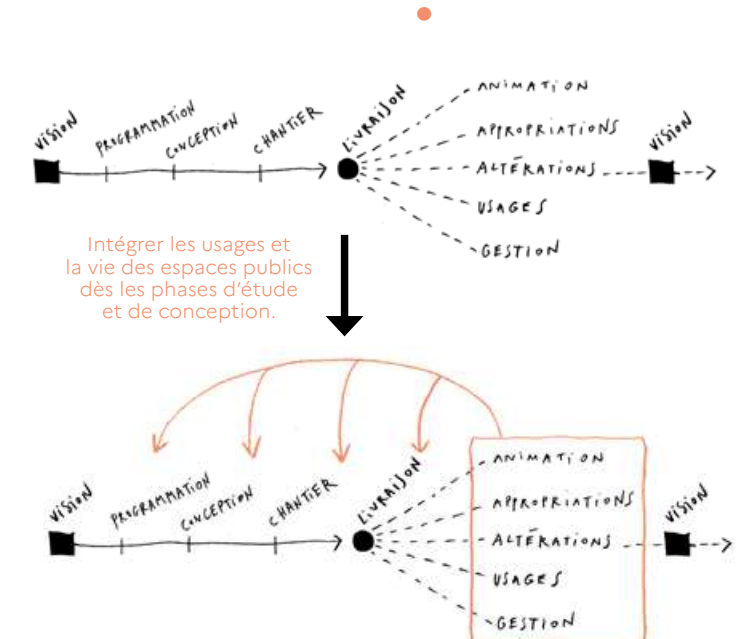 VISION
PROGRAMMATION
CONCEPTION
CHANTIER
LIVRAISON
ANIMATION
APPROPRIATIONS
ALTÉRATIONS
USAGES
GESTION
VISION
Intégrer les usages et
la vie des espaces publics
dès les phases d'étude
et de conception.
VISION
PROGRAMMATION
CONCEPTION
CHANTIER
LIVRAISON
ANIMATION
APPROPRIATIONS
ALTÉRATIONS
USAGES
GESTION
VISION